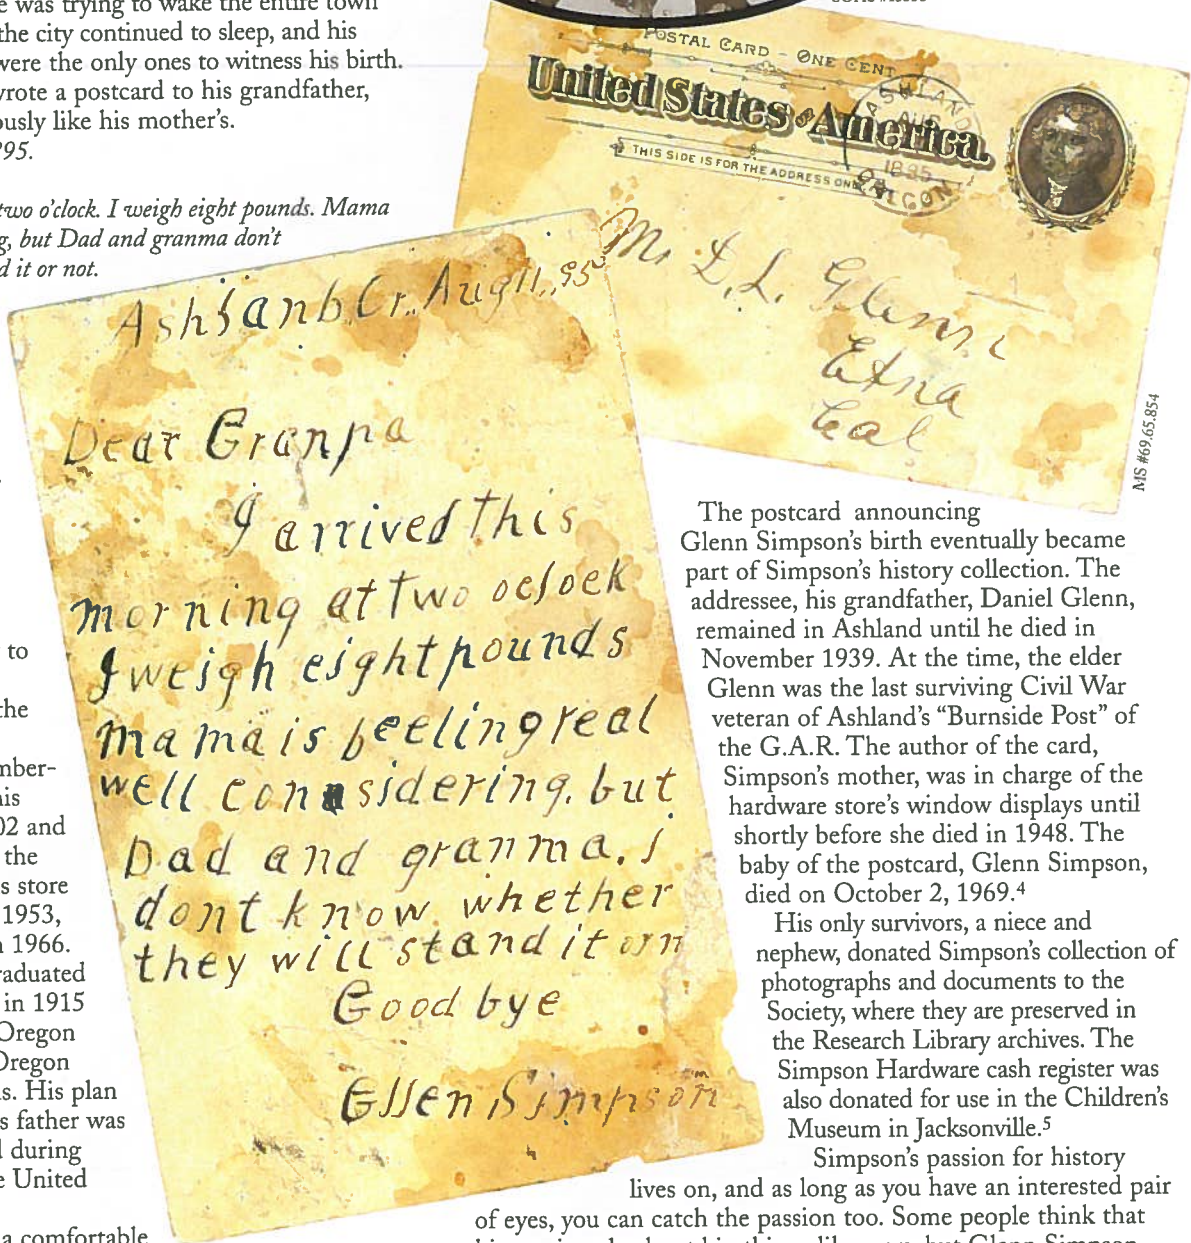 e was trying to wake the entire town
the city continued to sleep, and his
were the only ones to witness his birth.
wrote a postcard to his grandfather,
ously like his mother's.
'95.
two o'clock. I weigh eight pounds. Mama
g, but Dad and granma don't
d it or not.
POSTAL CARD – ONE CENT
United States of America.
THIS SIDE IS FOR THE ADDRESS ONLY
ASHLAND
AUG
1895
OREGON
Mr D. L. Glenn
Etna
Cal
MS #69.65.854
Ashland, Or., Aug 11, 95
Dear Granpa
I arrived this
morning at two oclock
I weigh eight pounds
mama is feeling real
well considering, but
Dad and granma. I
dont know whether
they will stand it orn
Good bye
Glen Simpson
to
the
mber-
his
02 and
the
s store
1953,
n 1966.
raduated
in 1915
Oregon
Oregon
s. His plan
s father was
d during
e United
a comfortable
The postcard announcing
Glenn Simpson's birth eventually became
part of Simpson's history collection. The
addressee, his grandfather, Daniel Glenn,
remained in Ashland until he died in
November 1939. At the time, the elder
Glenn was the last surviving Civil War
veteran of Ashland's “Burnside Post” of
the G.A.R. The author of the card,
Simpson's mother, was in charge of the
hardware store's window displays until
shortly before she died in 1948. The
baby of the postcard, Glenn Simpson,
died on October 2, 1969.4
His only survivors, a niece and
nephew, donated Simpson's collection of
photographs and documents to the
Society, where they are preserved in
the Research Library archives. The
Simpson Hardware cash register was
also donated for use in the Children's
Museum in Jacksonville.5
Simpson's passion for history
lives on, and as long as you have an interested pair
of eyes, you can catch the passion too. Some people think that